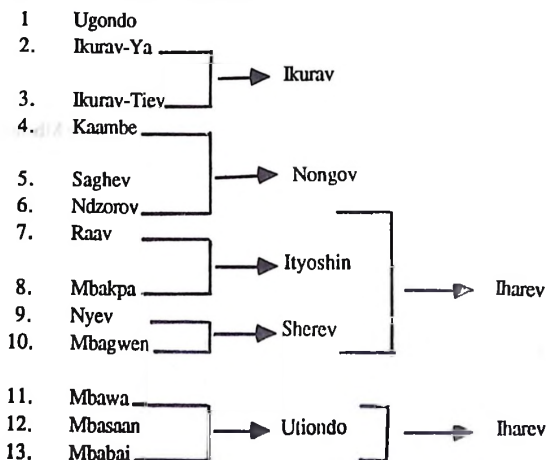 1 Ugondo
2. Ikurav-Ya
Ikurav
3. Ikurav-Tiev
4. Kaambe
Nongov
5. Saghev
6. Ndzorov
7. Raav
Ityoshin
8. Mbakpa
Iharev
9. Nyev
Sherev
10. Mbagwen
11. Mbawa
12. Mbasaan Utiondo Iharev
13. Mbabai